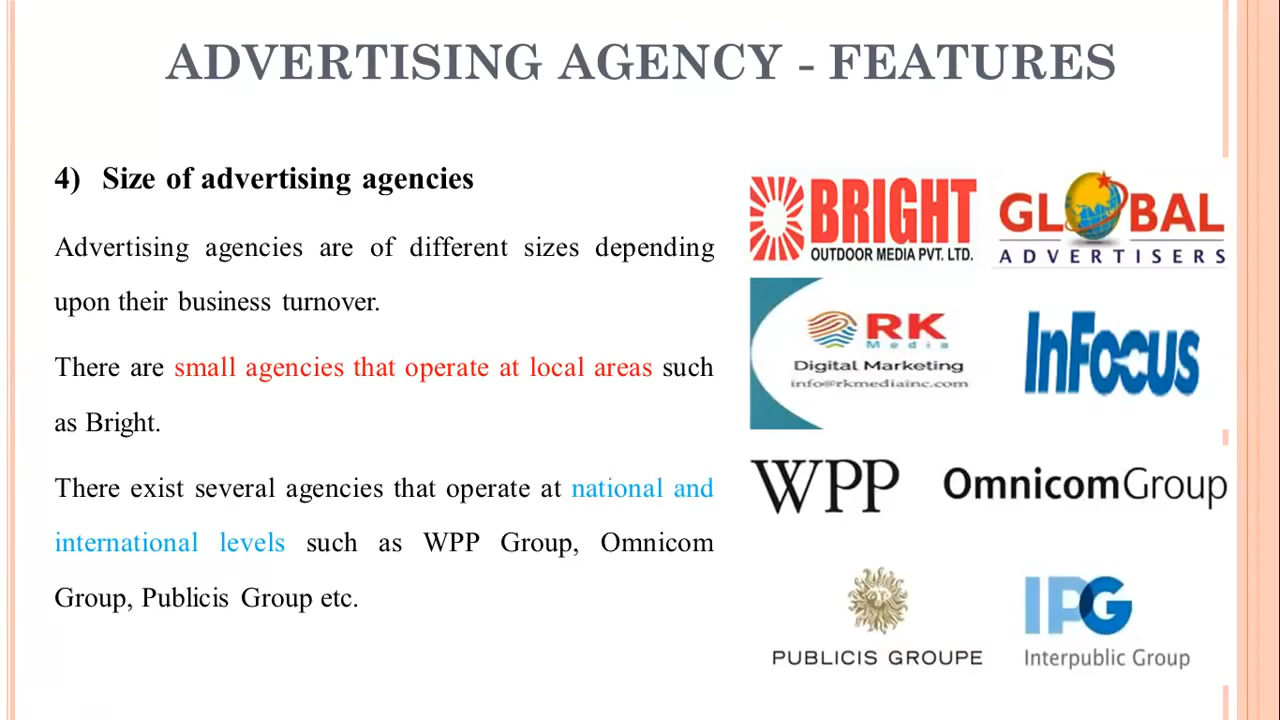 ADVERTISING AGENCY - FEATURES
4) Size of advertising agencies
Advertising agencies are of different sizes depending
upon their business turnover.
There are small agencies that operate at local areas such
as Bright.
There exist several agencies that operate at national and
international levels such as WPP Group, Omnicom
Group, Publicis Group etc.
BRIGHT
OUTDOOR MEDIA PVT. LTD.
GLOBAL
ADVERTISERS
RK
Media
Digital Marketing
info@rkmediainc.com
InFocus
WPP
OmnicomGroup
PUBLICIS GROUPE
IPG
Interpublic Group